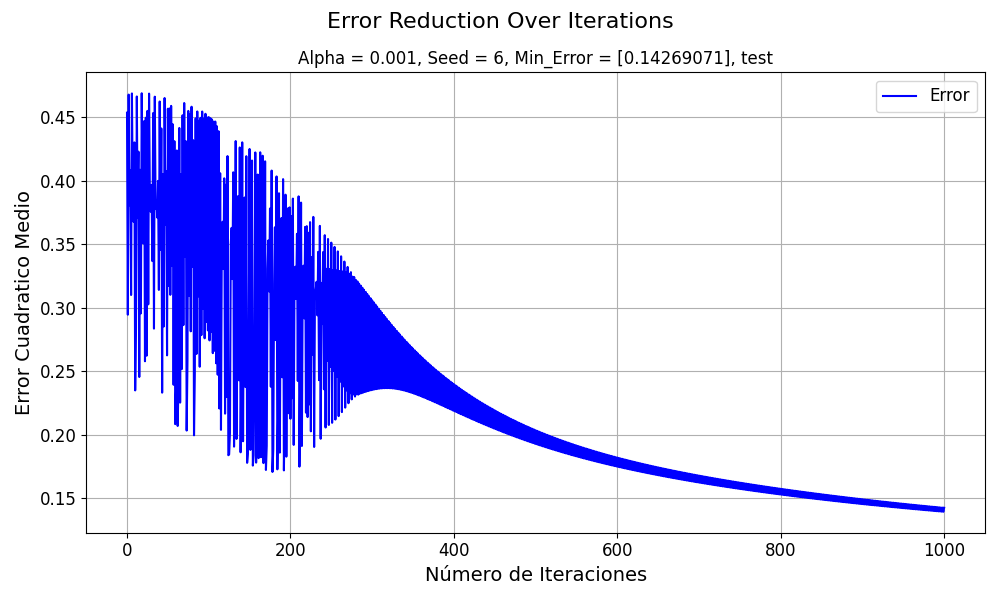 Error Reduction Over Iterations
Alpha = 0.001, Seed = 6, Min_Error = [0.14269071], test
Error
Error Cuadratico Medio
0.45
0.40
0.35
0.30
0.25
0.20
0.15
0 200 400 600 800 1000
Número de Iteraciones